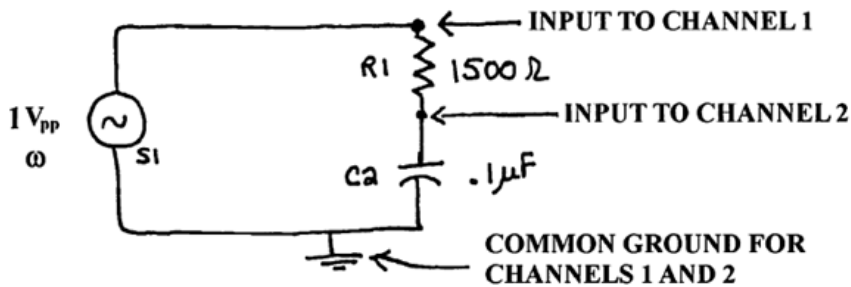 INPUT TO CHANNEL 1
R1 1500 Ω
1 Vpp
ω
S1
INPUT TO CHANNEL 2
C2 .1μF
COMMON GROUND FOR
CHANNELS 1 AND 2